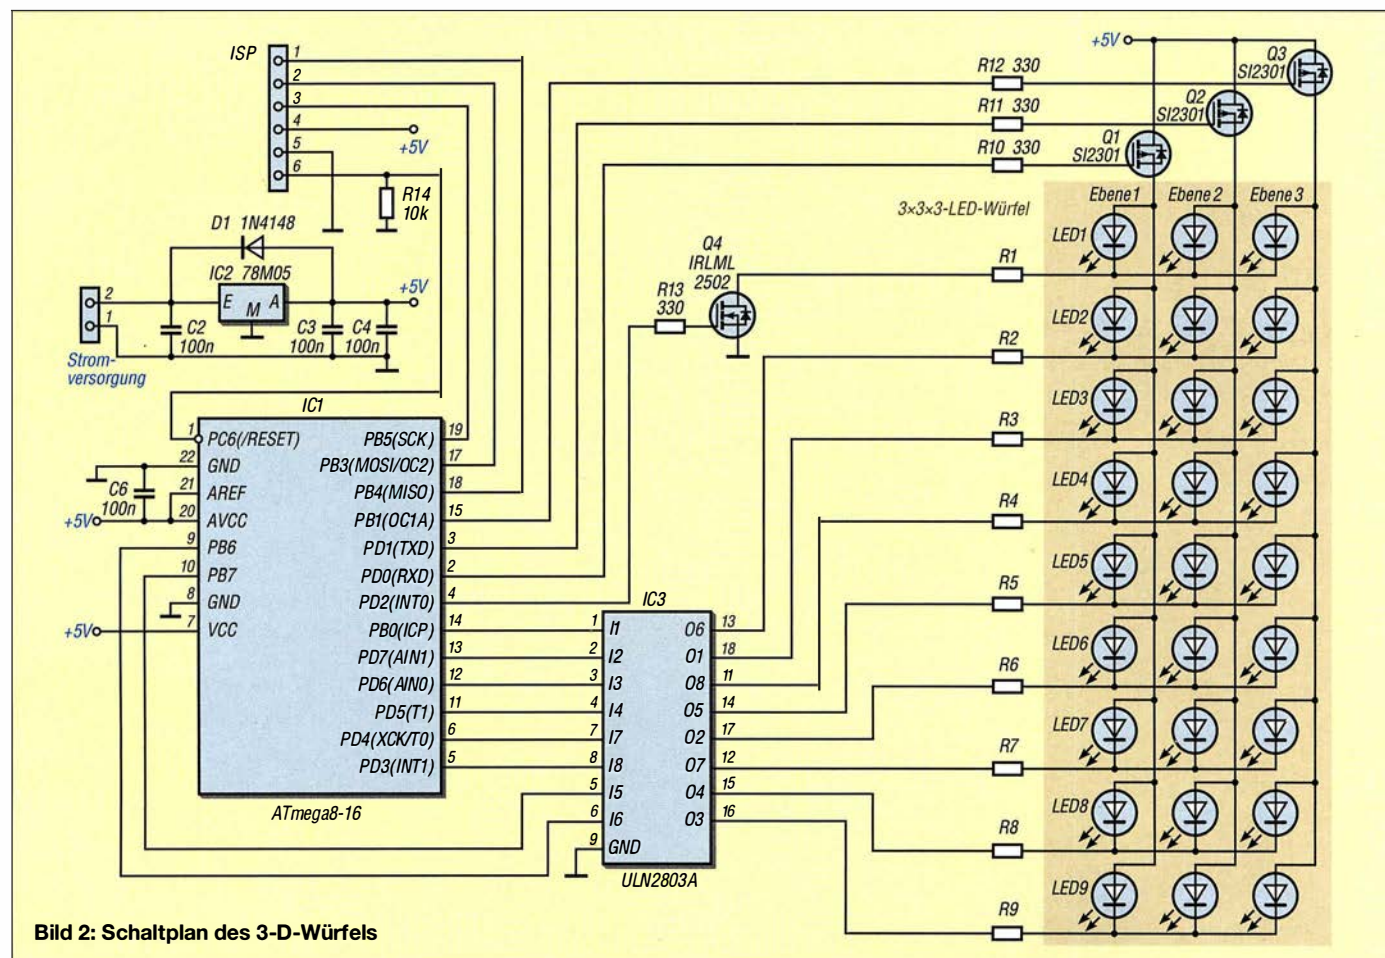 ISP
1
2
3
4
5
6
+5V
R14
10k
D1 1N4148
IC2 78M05
E M A
2
1
C2
100n
C3
100n
C4
100n
+5V
Strom-
versorgung
IC1
1 PC6(/RESET)
22 GND
21 AREF
20 AVCC
9 PB6
10 PB7
8 GND
7 VCC
C6
100n
+5V
+5V
PB5(SCK) 19
PB3(MOSI/OC2) 17
PB4(MISO) 18
PB1(OC1A) 15
PD1(TXD) 3
PD0(RXD) 2
PD2(INT0) 4
PB0(ICP) 14
PD7(AIN1) 13
PD6(AIN0) 12
PD5(T1) 11
PD4(XCK/T0) 6
PD3(INT1) 5
ATmega8-16
IC3
1 I1 O6 13
2 I2 O1 18
3 I3 O8 11
4 I4 O5 14
7 I7 O2 17
8 I8 O7 12
5 I5 O4 15
6 I6 O3 16
9 GND
ULN2803A
R13
330
Q4
IRLML
2502
+5V
R12 330
R11 330
R10 330
Q3
SI2301
Q2
SI2301
Q1
SI2301
3×3×3-LED-Würfel
Ebene1 Ebene2 Ebene3
R1 LED1
R2 LED2
R3 LED3
R4 LED4
R5 LED5
R6 LED6
R7 LED7
R8 LED8
R9 LED9
Bild 2: Schaltplan des 3-D-Würfels